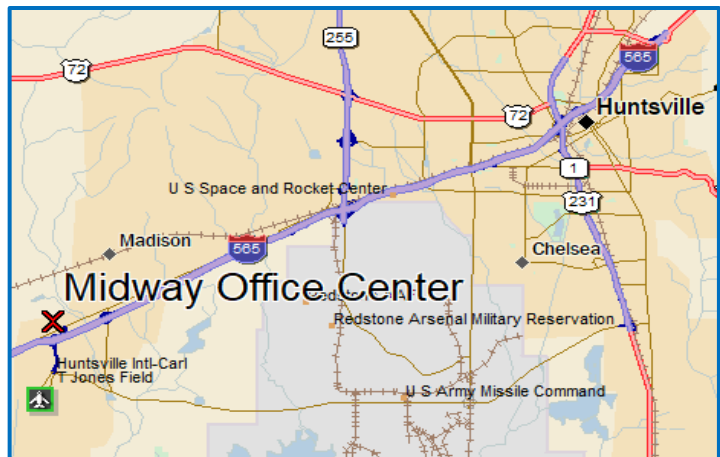 255
565
72
72
Huntsville
1
U S Space and Rocket Center
231
Madison
565
Chelsea
Midway Office Center
Redstone Arsenal Military Reservation
Huntsville Intl-Carl
T Jones Field
U S Army Missile Command